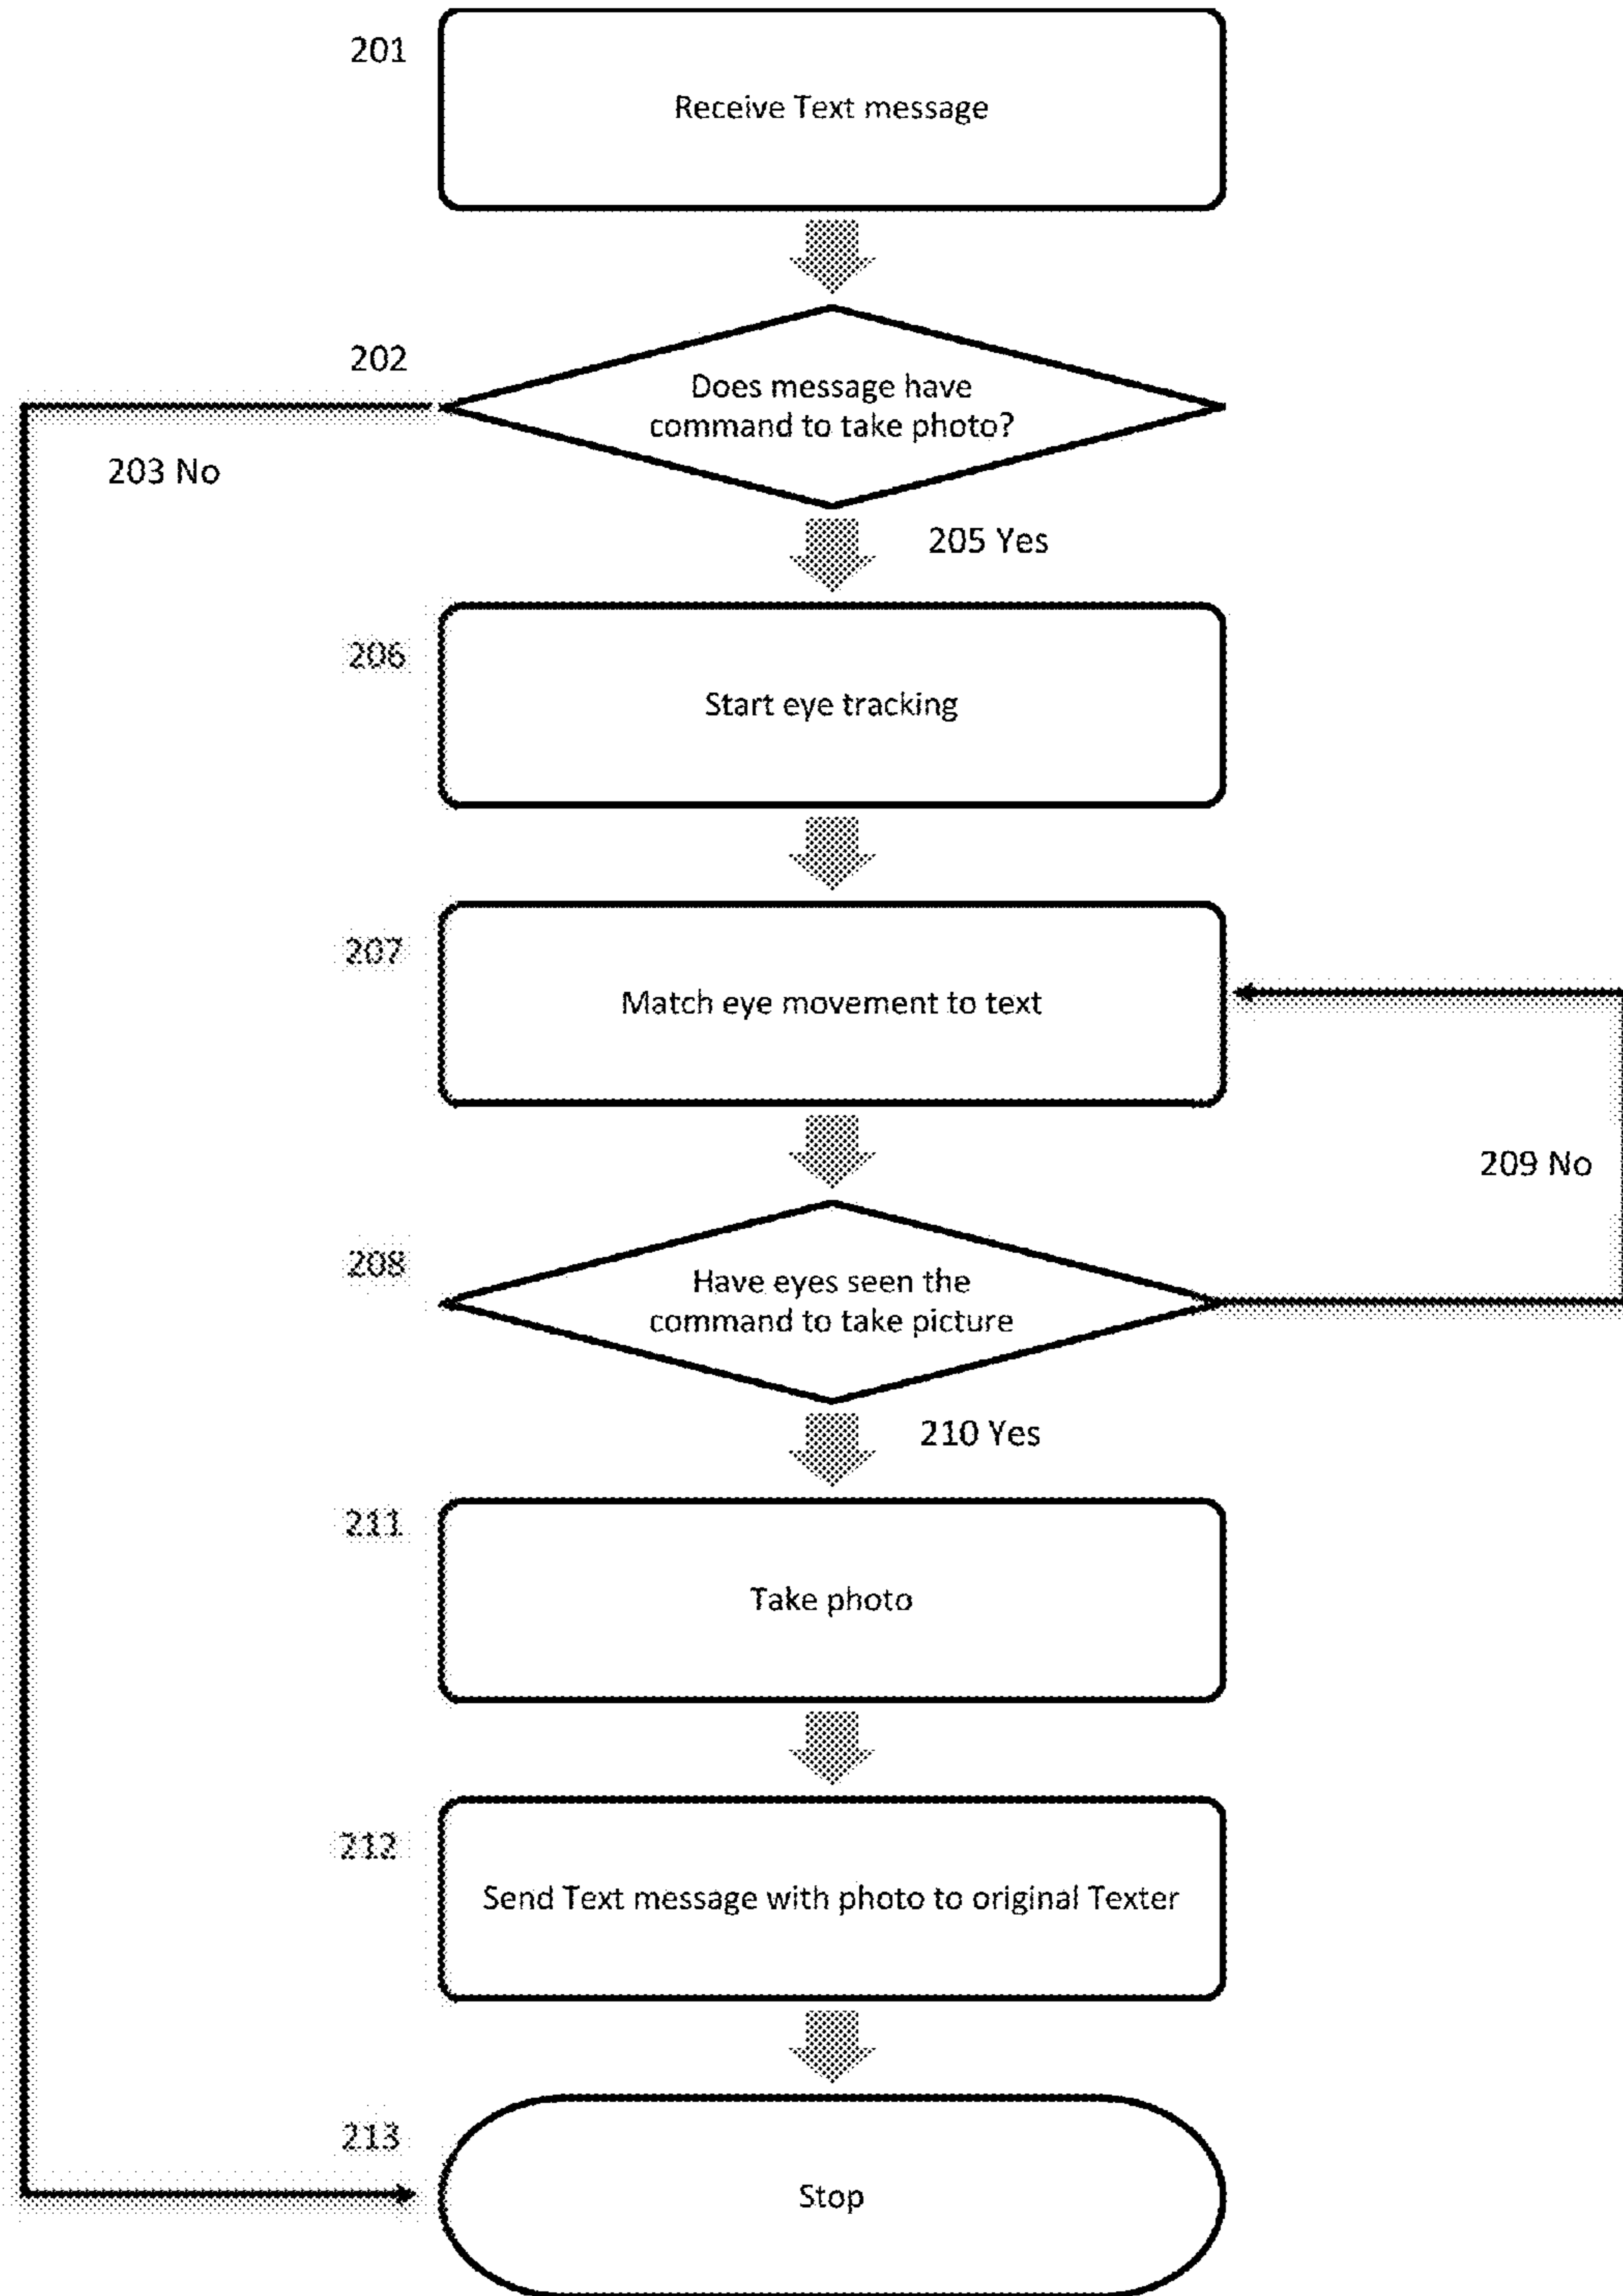 201
Receive Text message
202
Does message have
command to take photo?
203 No
205 Yes
206
Start eye tracking
207
Match eye movement to text
209 No
208
Have eyes seen the
command to take picture
210 Yes
211
Take photo
212
Send Text message with photo to original Texter
213
Stop